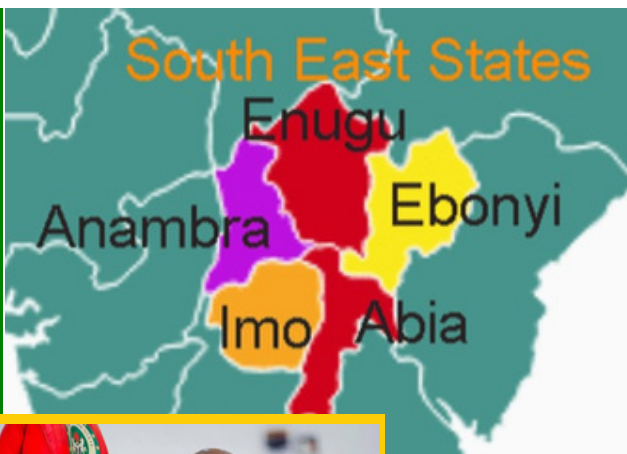 South East States
Enugu
Ebonyi
Anambra
Imo
Abia